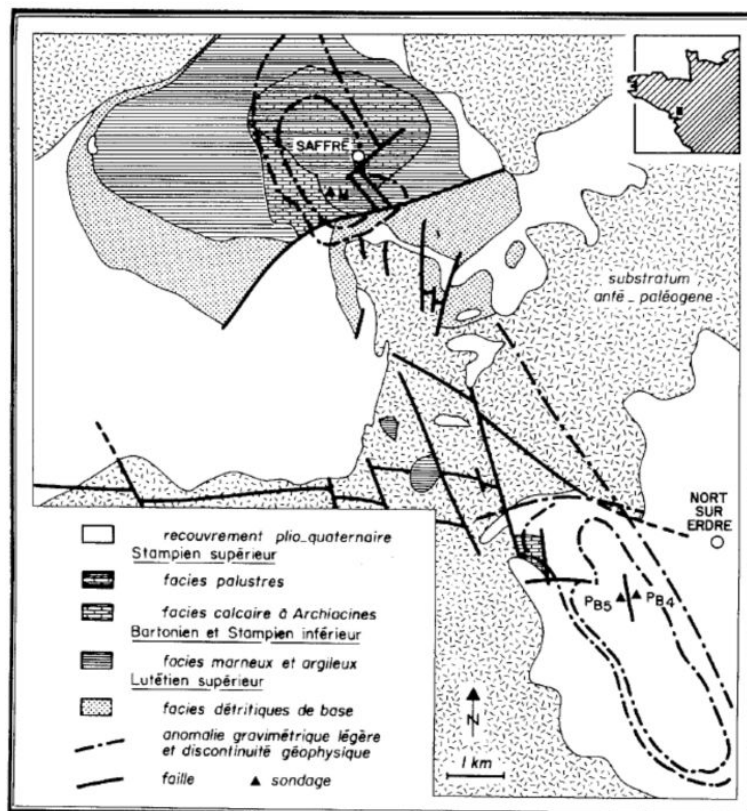 SAFFRÉ
M
substratum
anté_paléogene
NORT
SUR
ERDRE
PB5
PB4
recouvrement plio_quaternaire
Stampien supérieur
facies palustres
facies calcaire à Archiacines
Bartonien et Stampien inférieur
facies marneux et argileux
Lutétien supérieur
facies détritiques de base
anomalie gravimétrique légère
et discontinuité géophysique
faille
sondage
N
1 km